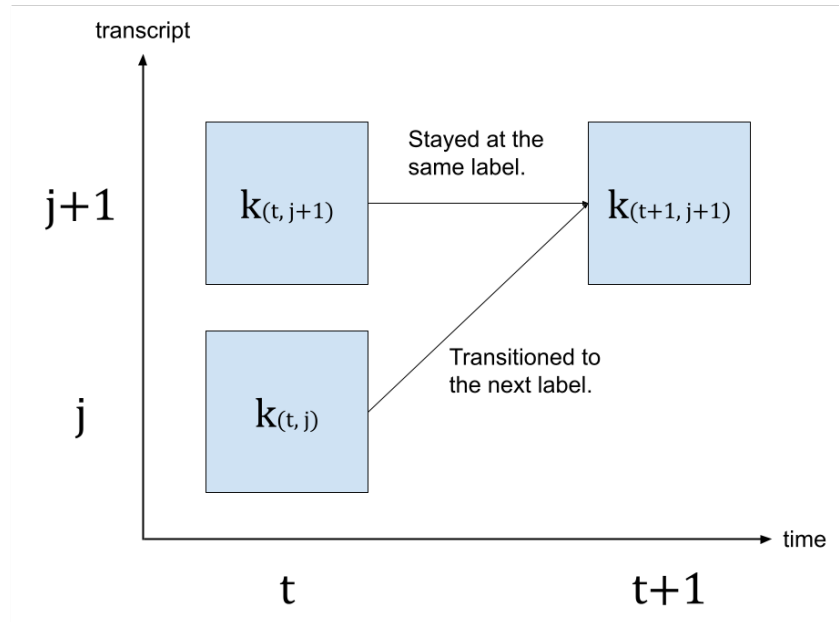 transcript
Stayed at the
same label.
j+1
k(t, j+1)
k(t+1, j+1)
Transitioned to
the next label.
j
k(t, j)
time
t
t+1